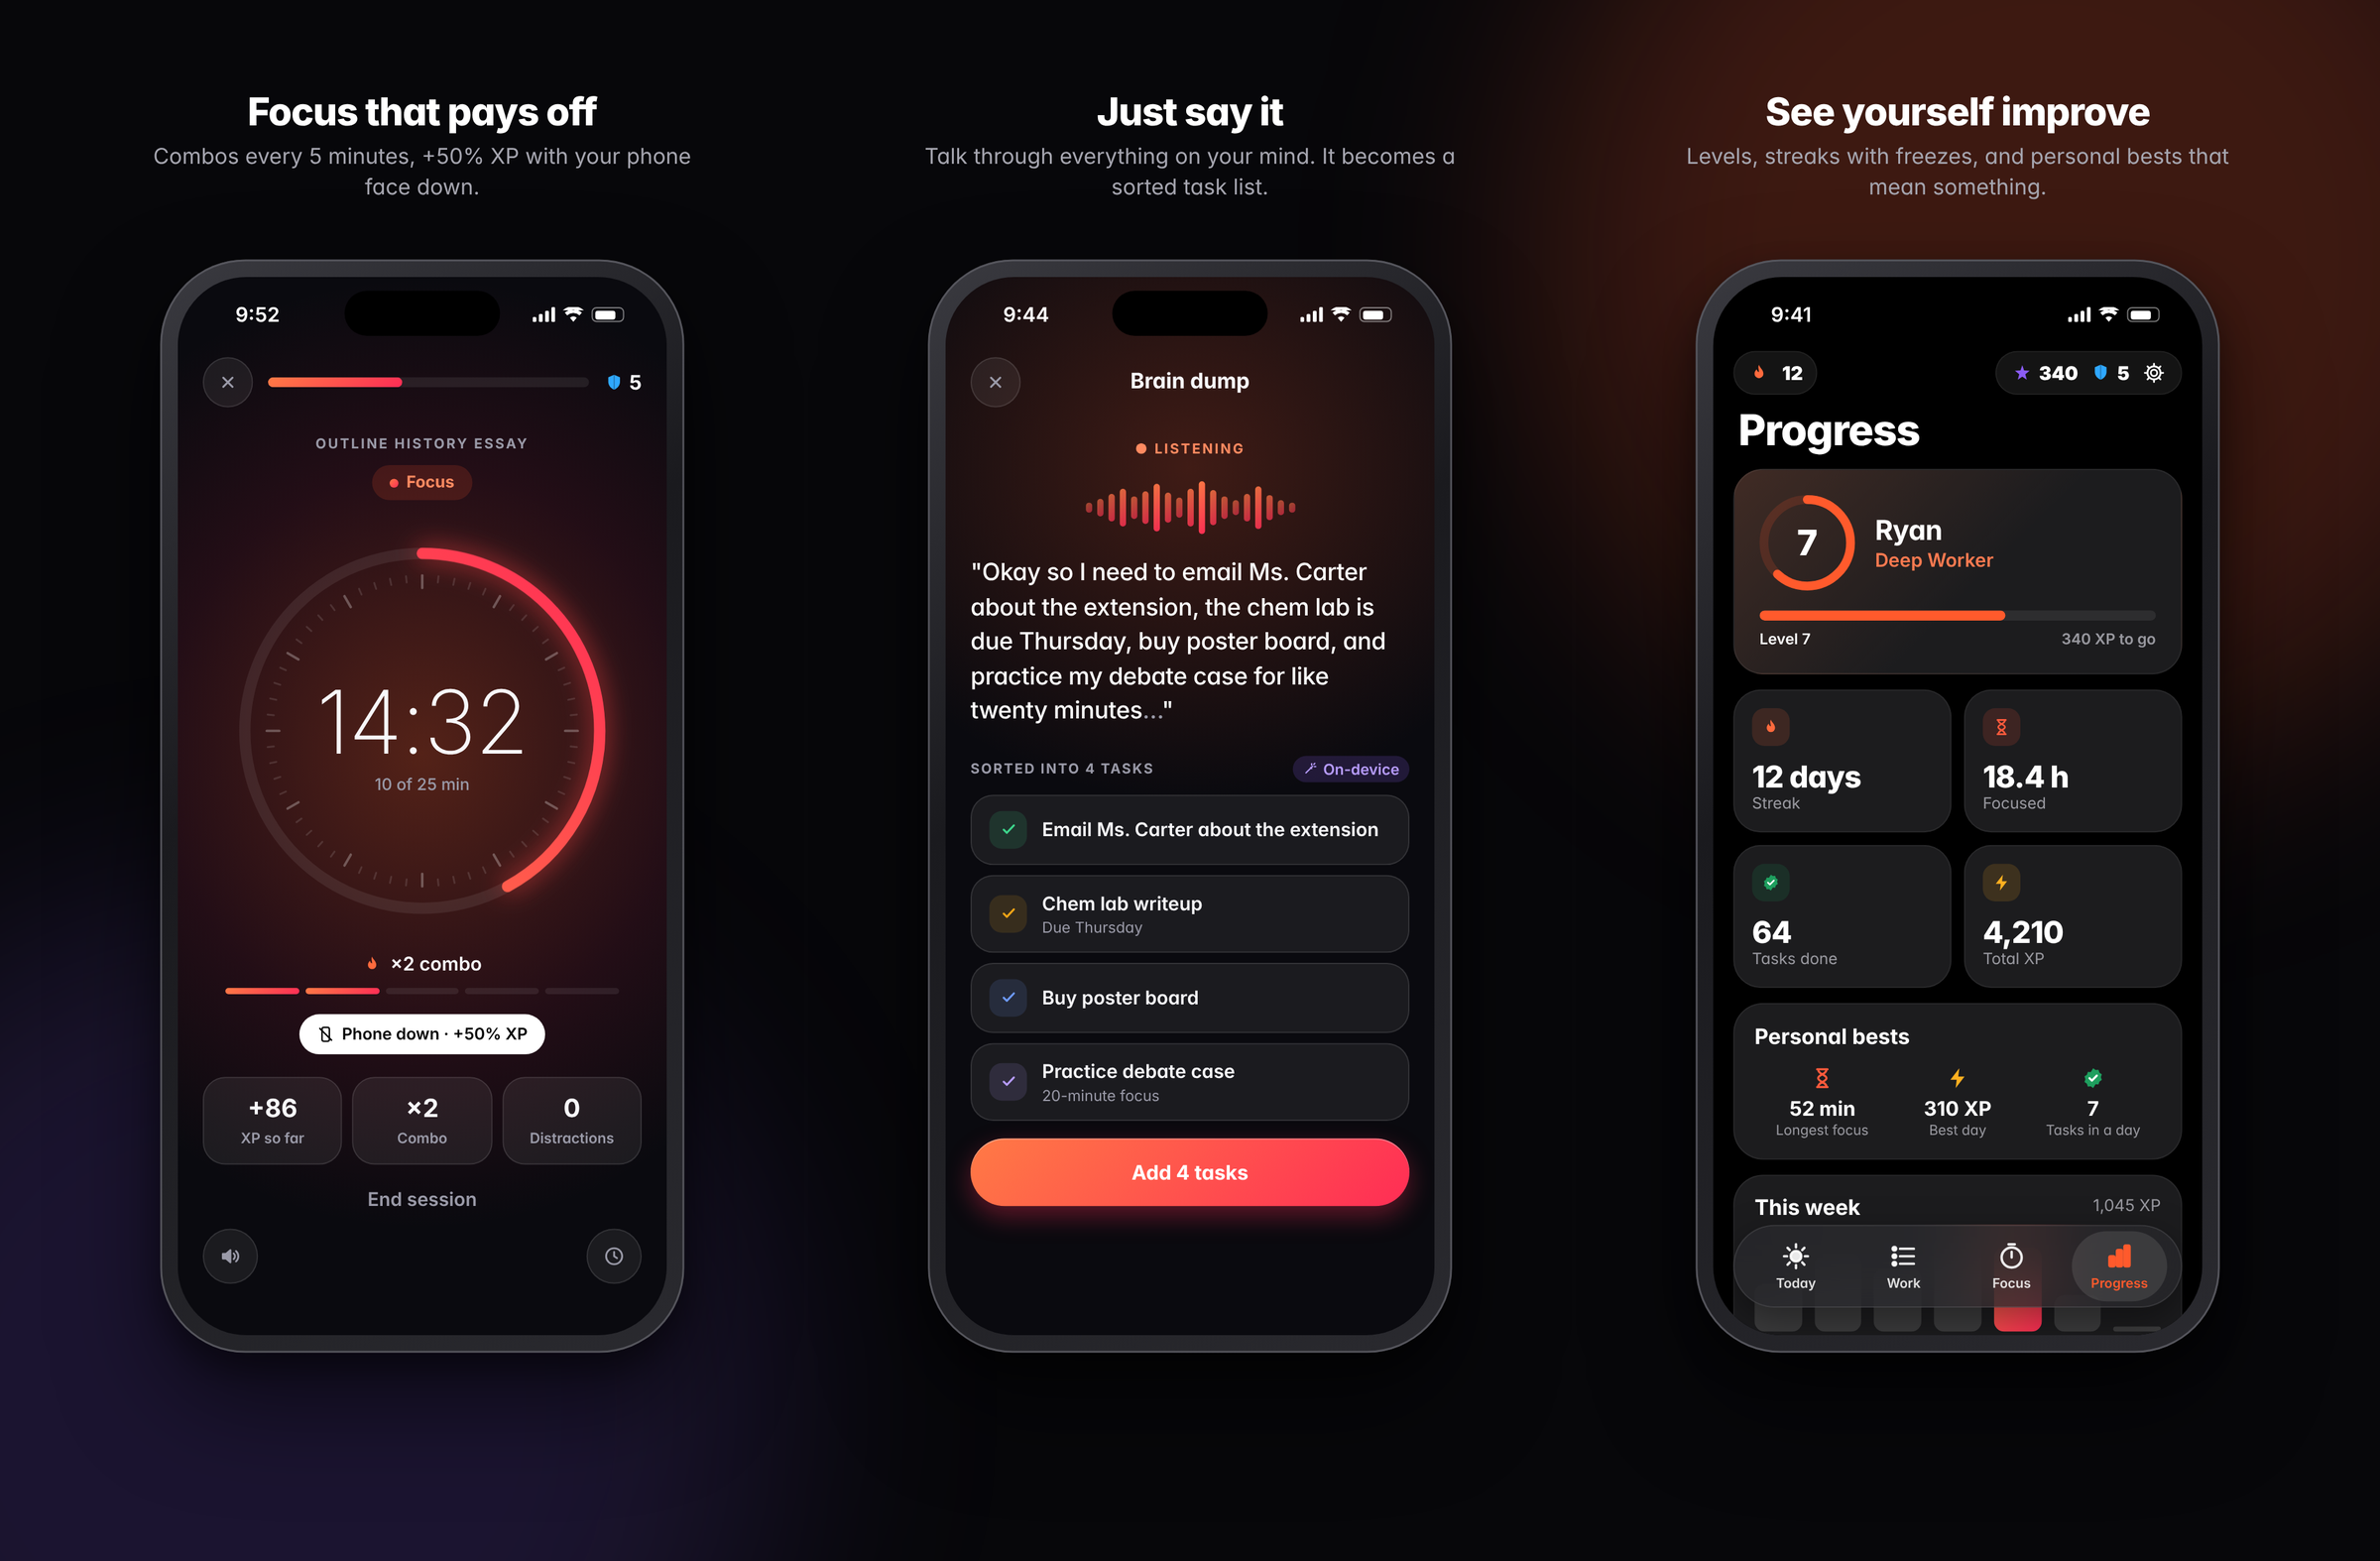 Focus that pays off
Combos every 5 minutes, +50% XP with your phone
face down.
9:52
5
OUTLINE HISTORY ESSAY
Focus
14:32
10 of 25 min
×2 combo
Phone down · +50% XP
+86
XP so far
×2
Combo
0
Distractions
End session
Just say it
Talk through everything on your mind. It becomes a
sorted task list.
9:44
Brain dump
LISTENING
"Okay so I need to email Ms. Carter
about the extension, the chem lab is
due Thursday, buy poster board, and
practice my debate case for like
twenty minutes..."
SORTED INTO 4 TASKS
On-device
Email Ms. Carter about the extension
Chem lab writeup
Due Thursday
Buy poster board
Practice debate case
20-minute focus
Add 4 tasks
See yourself improve
Levels, streaks with freezes, and personal bests that
mean something.
9:41
12
340 5
Progress
7
Ryan
Deep Worker
Level 7
340 XP to go
12 days
Streak
18.4 h
Focused
64
Tasks done
4,210
Total XP
Personal bests
52 min
Longest focus
310 XP
Best day
7
Tasks in a day
This week
1,045 XP
Today
Work
Focus
Progress